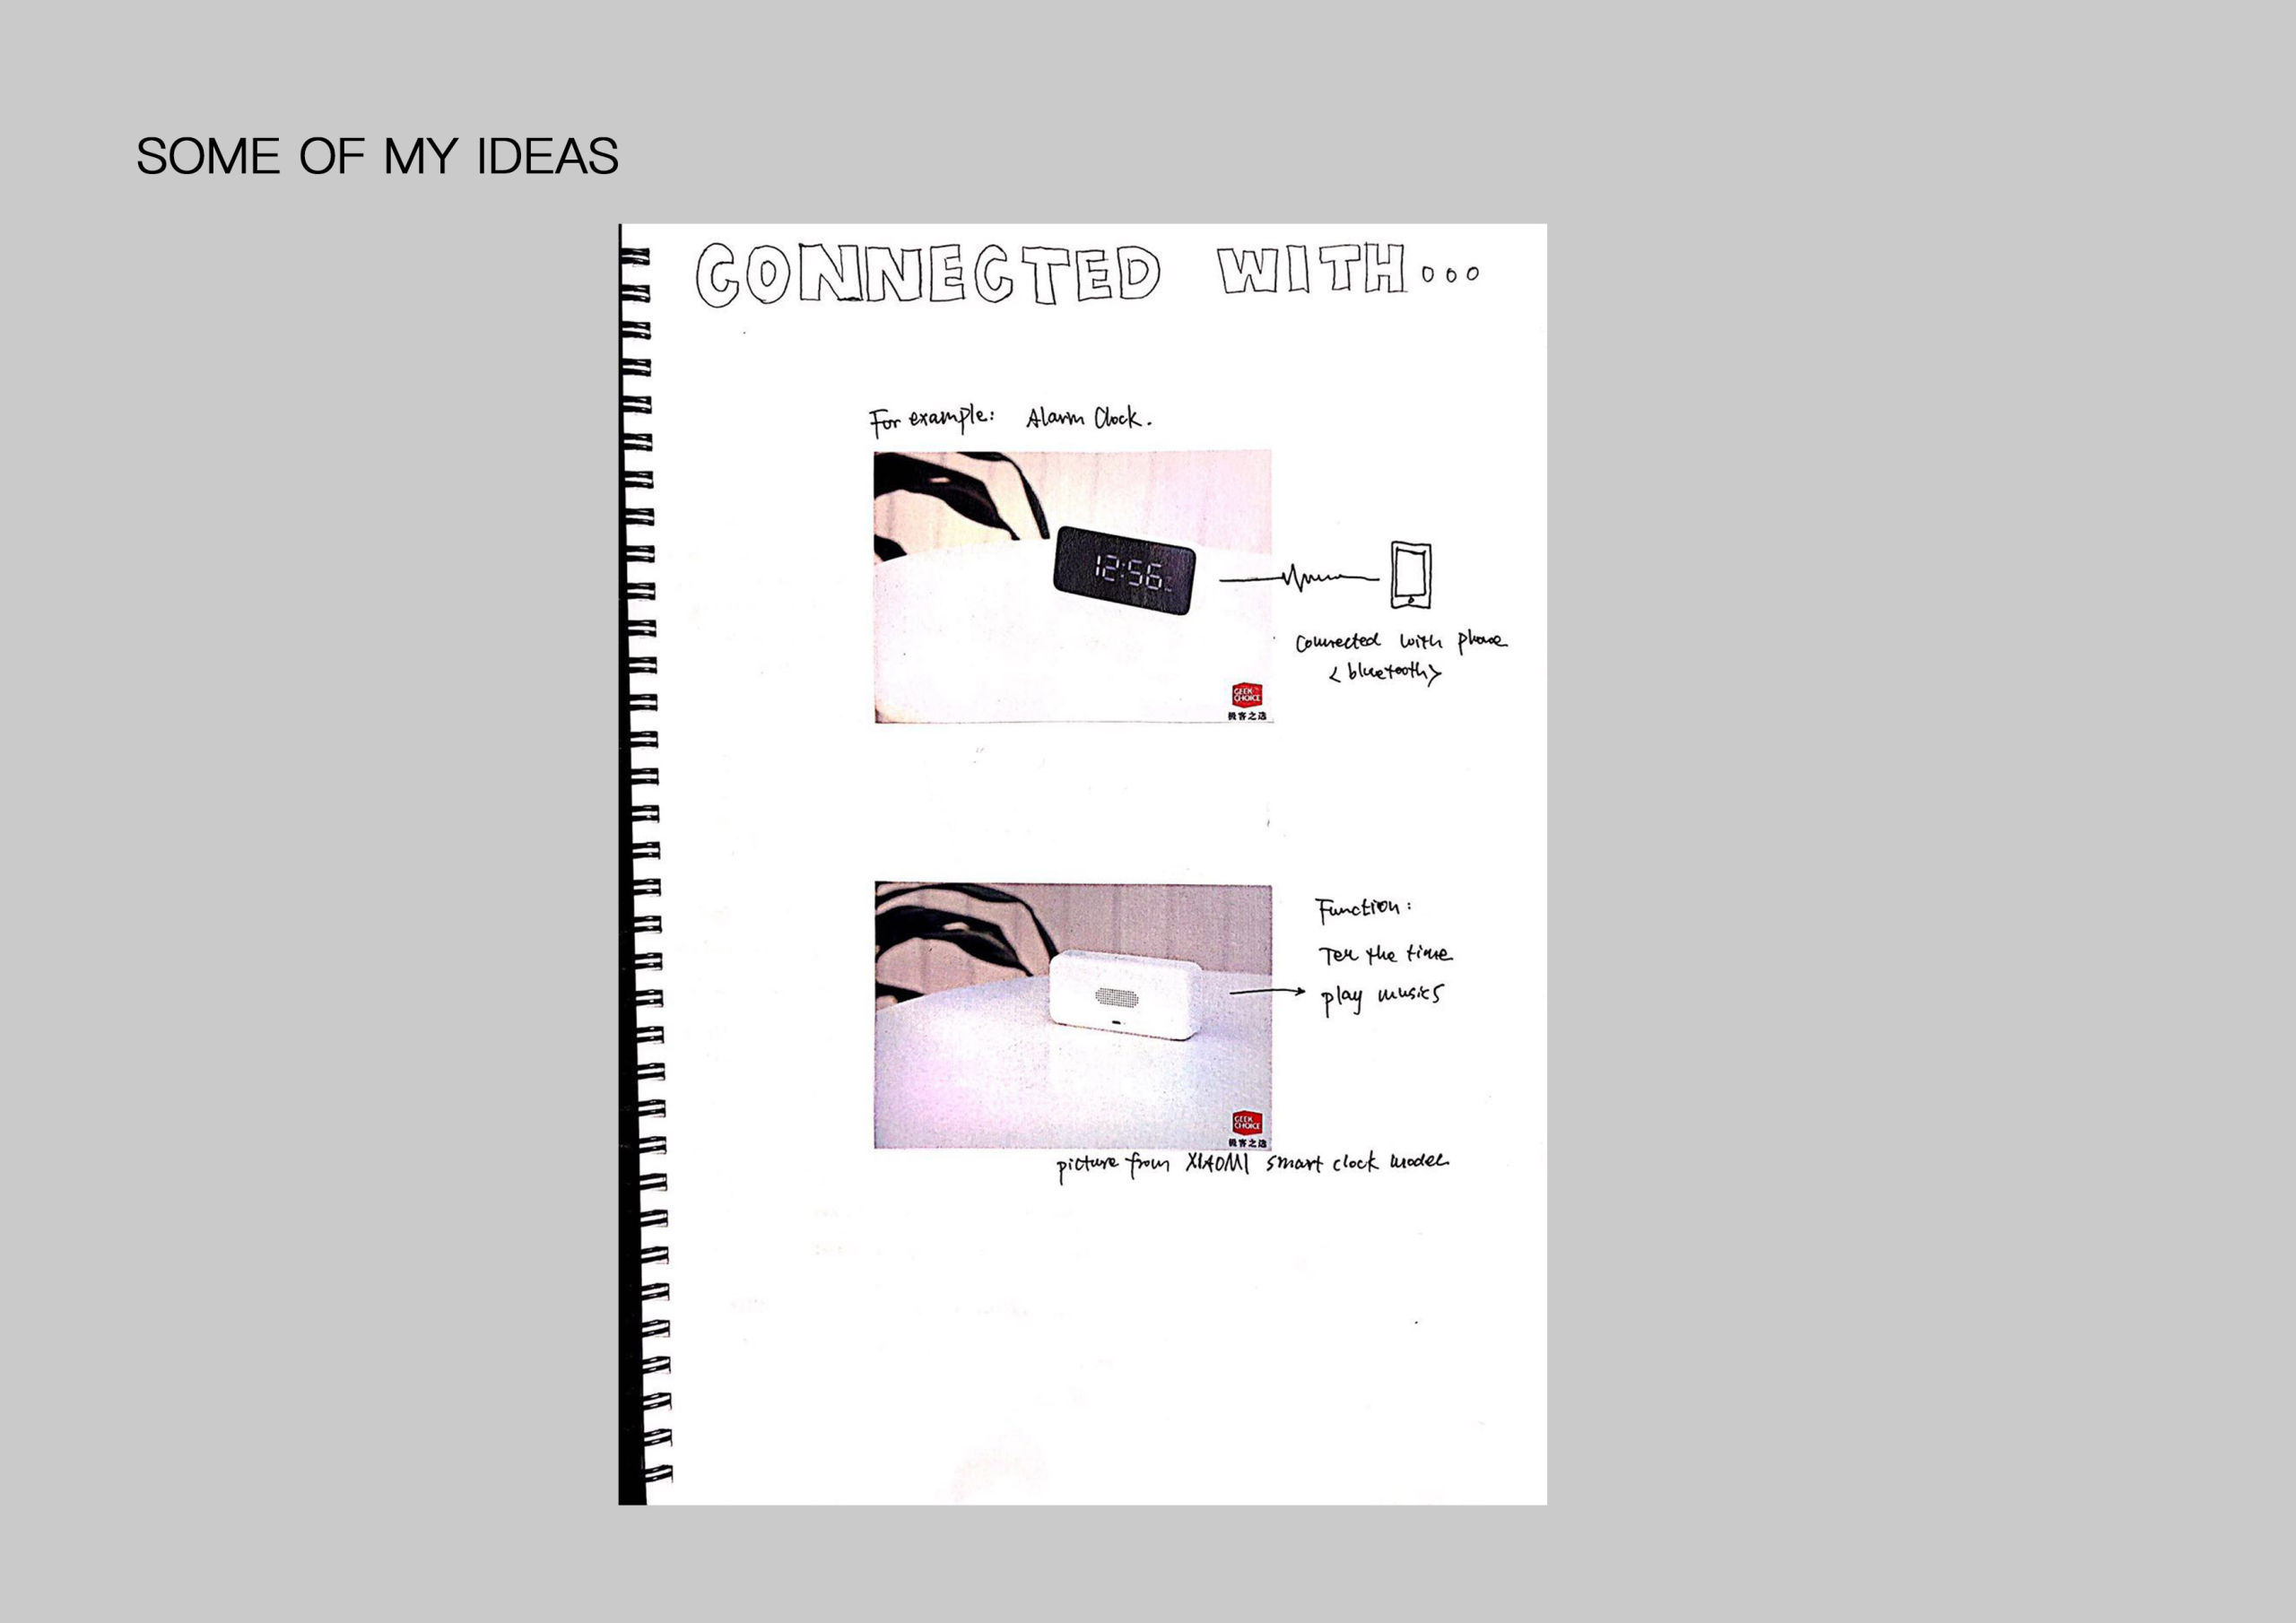 SOME OF MY IDEAS
CONNECTED WITH...
For example: Alarm Clock.
12:56
connected with phone
<bluetooth>
GEEK
CHOICE
极客之选
Function:
Tell the time
play musics
GEEK
CHOICE
极客之选
picture from XIAOMI smart clock model